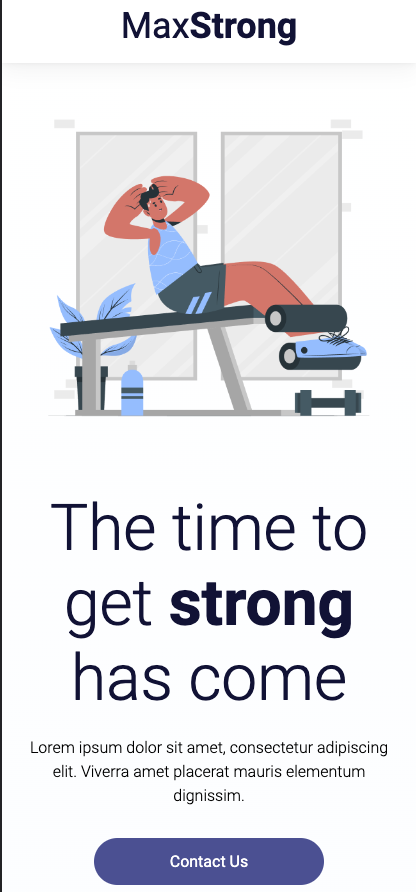 MaxStrong
The time to
get strong
has come
Lorem ipsum dolor sit amet, consectetur adipiscing
elit. Viverra amet placerat mauris elementum
dignissim.
Contact Us